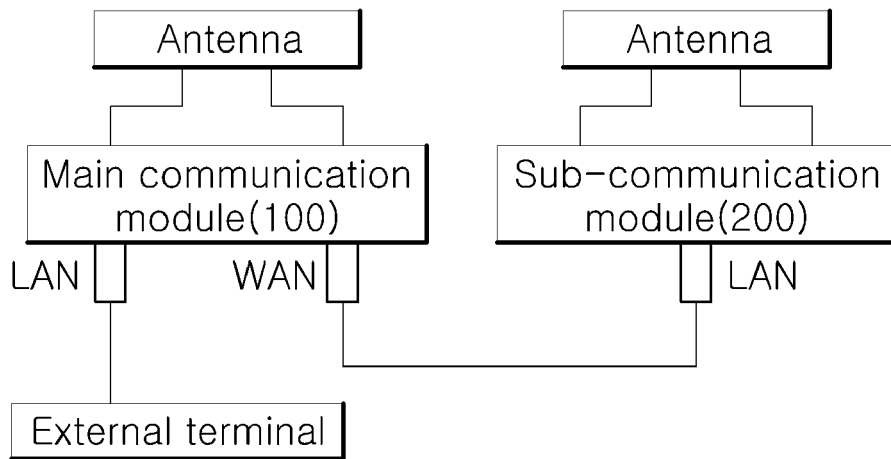 Antenna
Antenna
Main communication
module(100)
Sub-communication
module(200)
LAN
WAN
LAN
External terminal